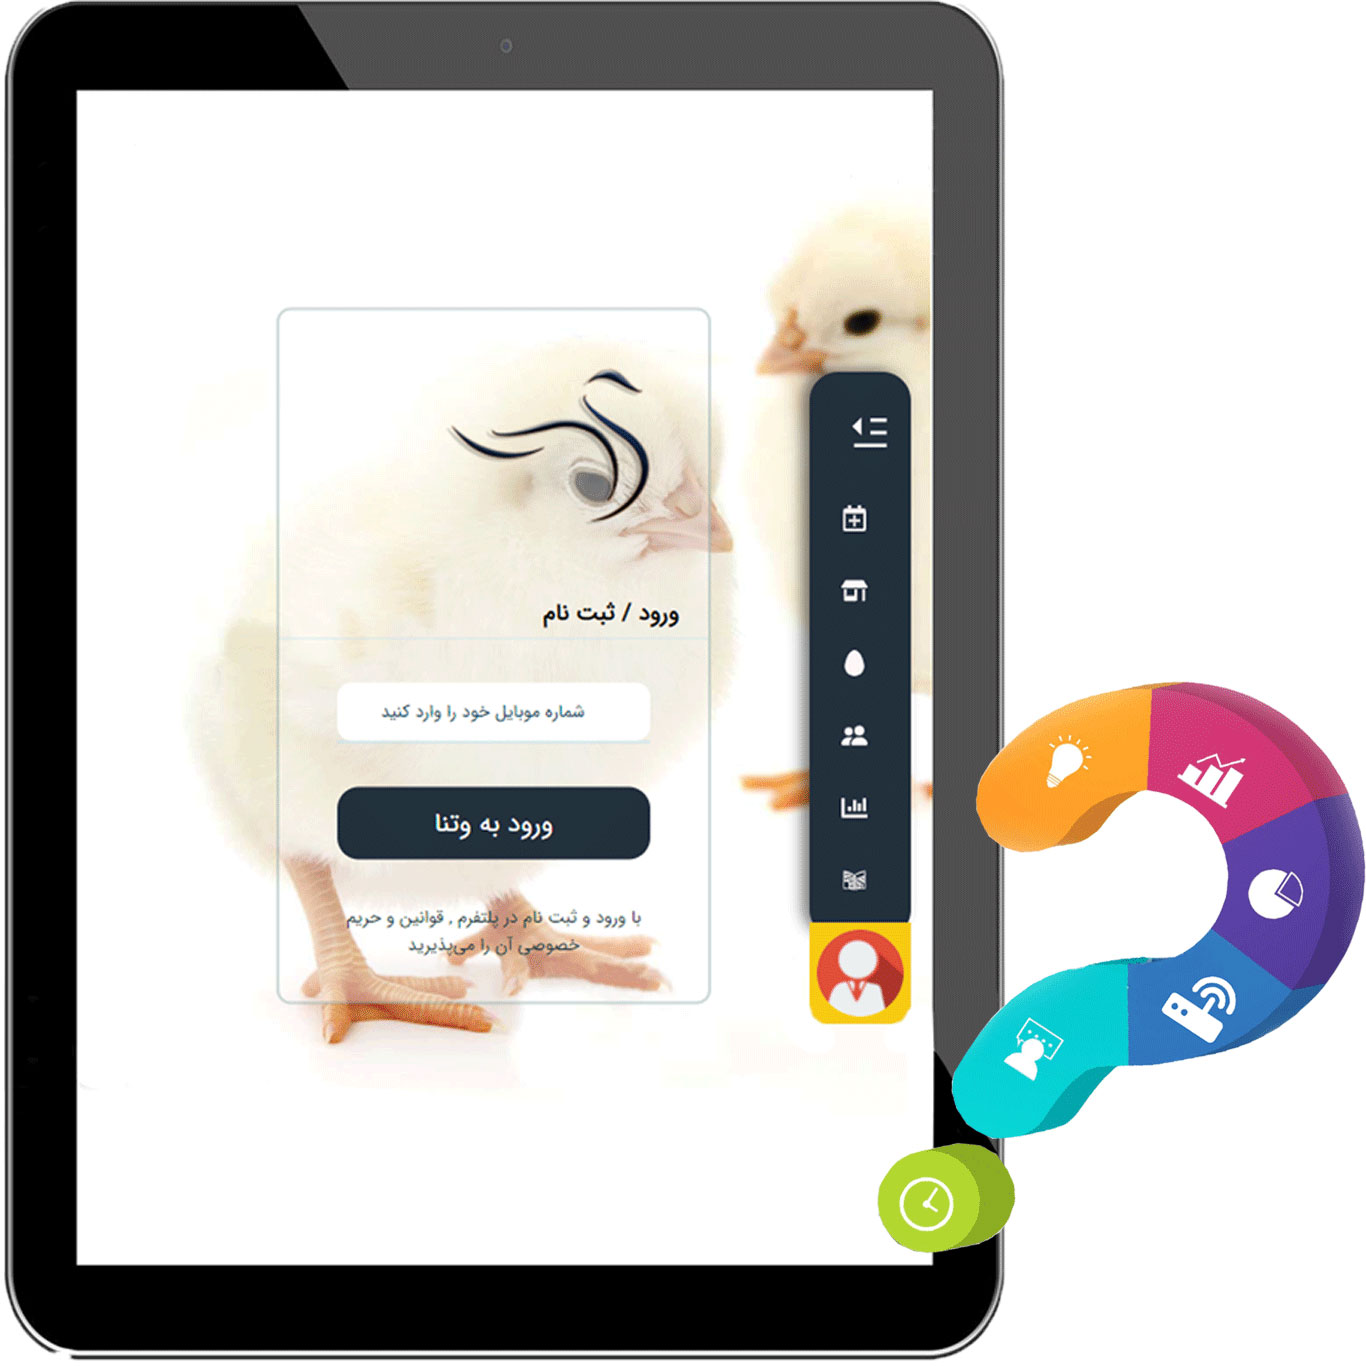 ورود / ثبت نام
شماره موبایل خود را وارد کنید
ورود به وتنا
با ورود و ثبت نام در پلتفرم , قوانین و حریم
خصوصی آن را می‌پذیرید